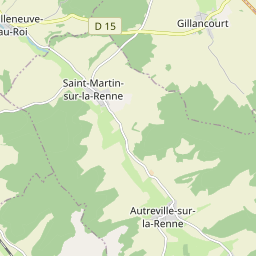 lleneuve-
au-Roi
D 15
Gillancourt
Saint-Martin-
sur-la-Renne
Autreville-sur-
la-Renne